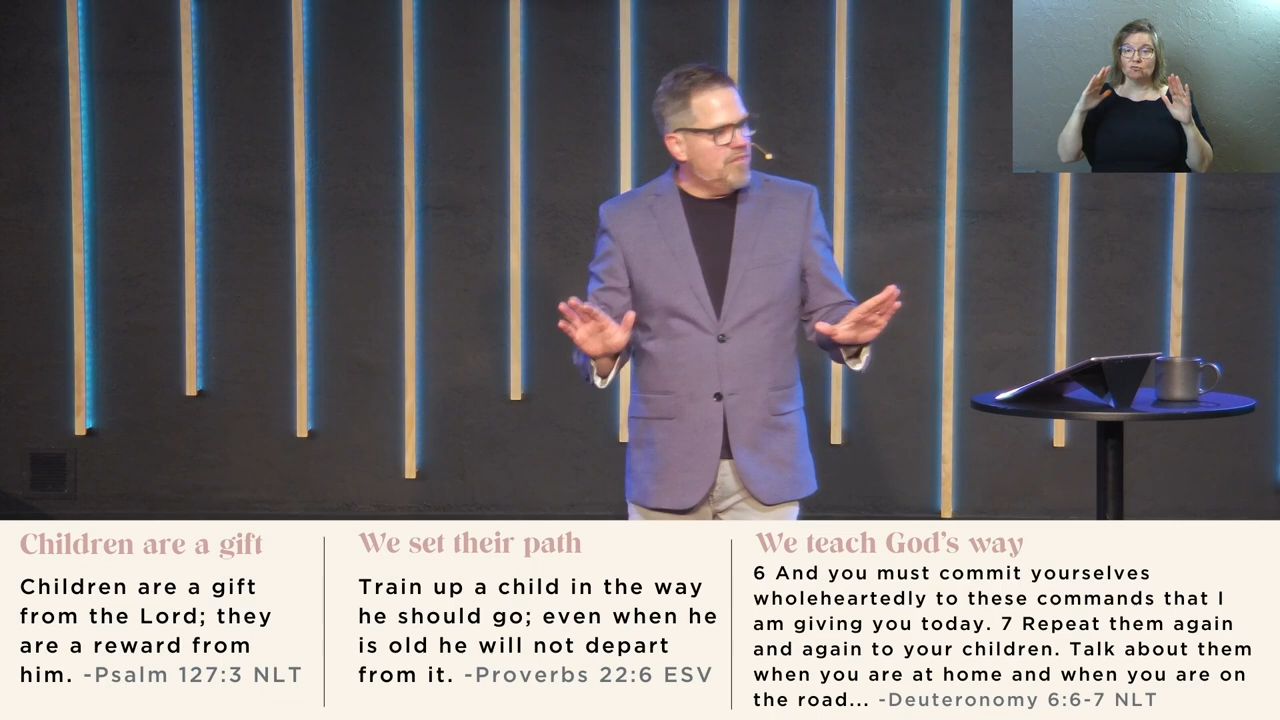 Children are a gift
Children are a gift
from the Lord; they
are a reward from
him. -Psalm 127:3 NLT
We set their path
Train up a child in the way
he should go; even when he
is old he will not depart
from it. -Proverbs 22:6 ESV
We teach God's way
6 And you must commit yourselves
wholeheartedly to these commands that I
am giving you today. 7 Repeat them again
and again to your children. Talk about them
when you are at home and when you are on
the road... -Deuteronomy 6:6-7 NLT